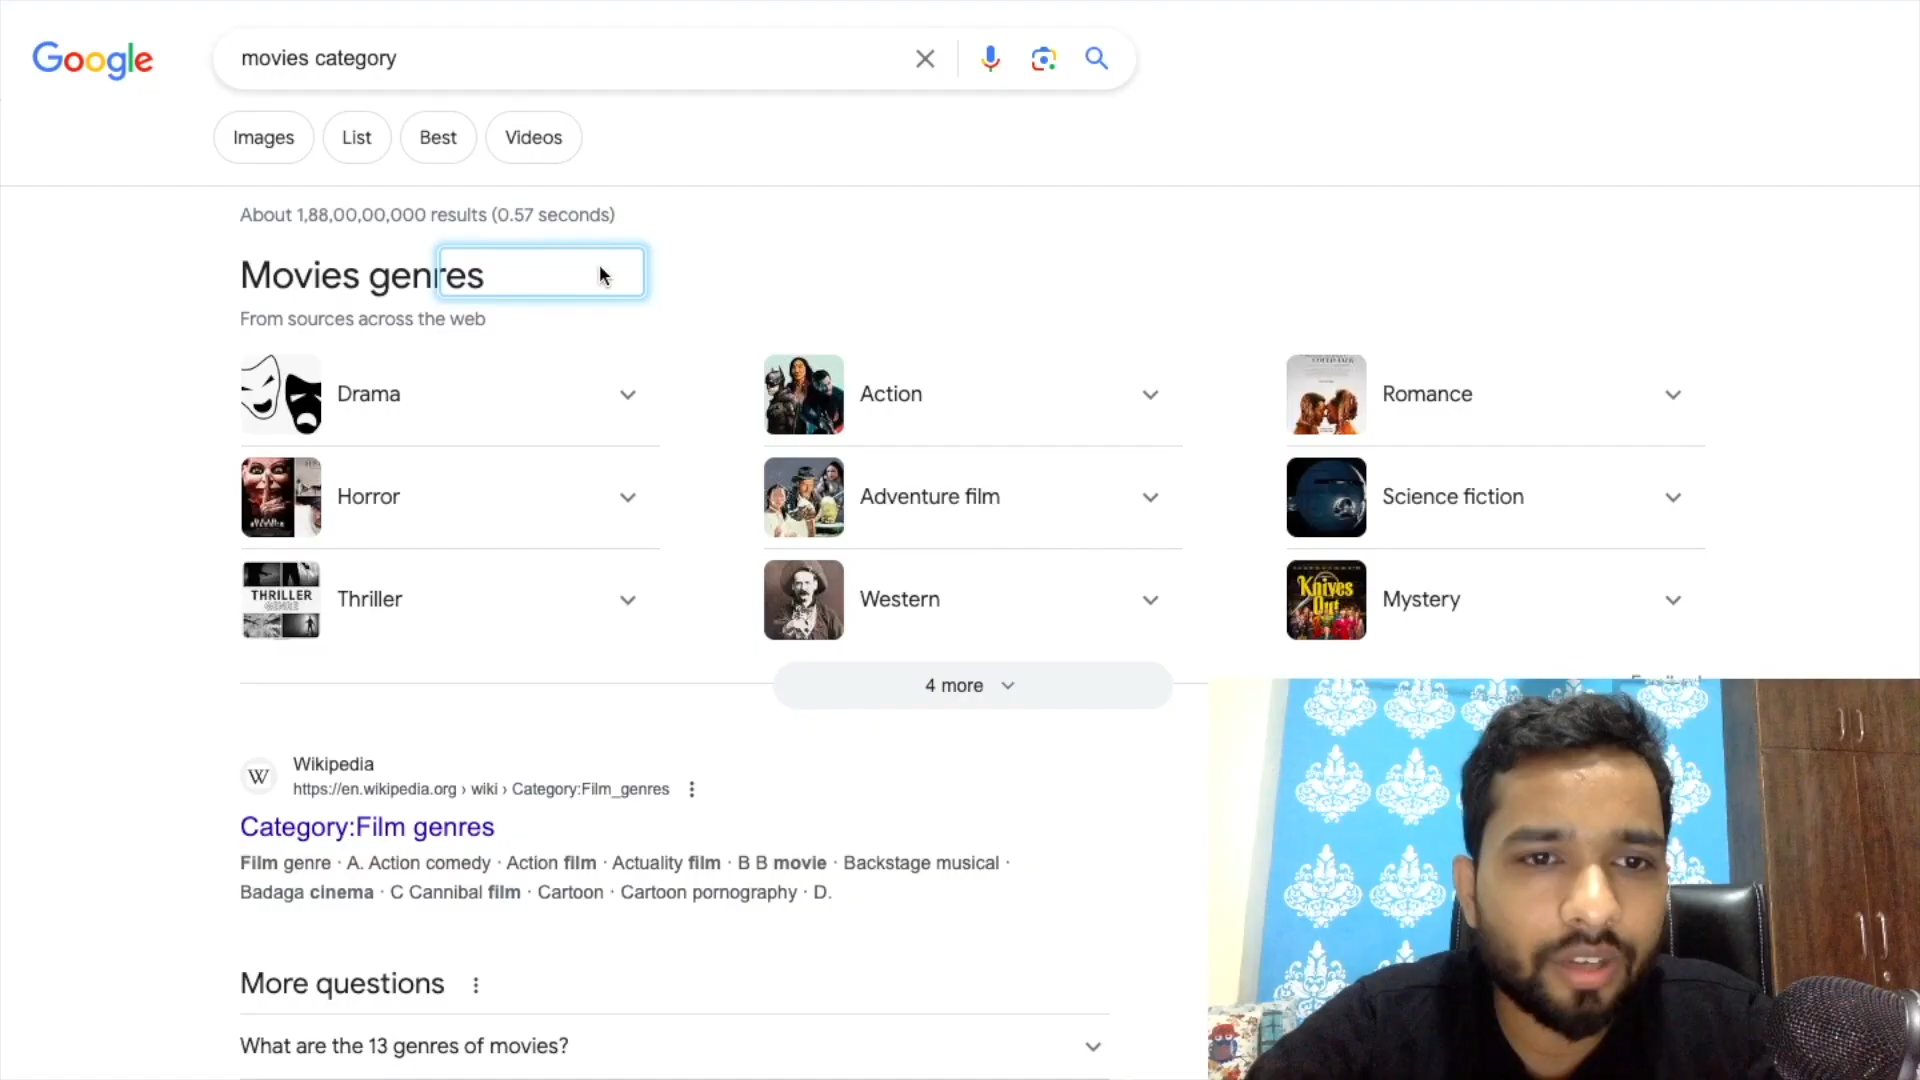 Google
movies category
Images List Best Videos
About 1,88,00,00,000 results (0.57 seconds)
Movies genres
From sources across the web
Drama Action Romance
Horror Adventure film Science fiction
THRILLER
GENRE
Thriller Western Mystery
Knives
Out
4 more
W
Wikipedia
https://en.wikipedia.org › wiki › Category:Film_genres
Category:Film genres
Film genre · A. Action comedy · Action film · Actuality film · B B movie · Backstage musical ·
Badaga cinema · C Cannibal film · Cartoon · Cartoon pornography · D.
More questions
What are the 13 genres of movies?